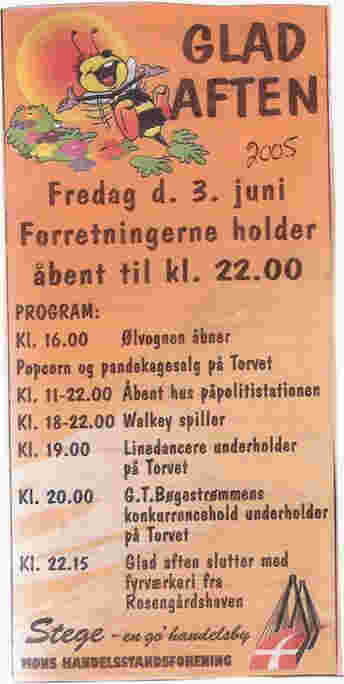 GLAD
AFTEN
2005
Fredag d. 3. juni
Forretningerne holder
åbent til kl. 22.00
PROGRAM:
Kl. 16.00 Ølvognen åbner
Popcorn og pandekagesalg på Torvet
Kl. 11-22.00 Åbent hus påpolitistationen
Kl. 18-22.00 Walkey spiller
Kl. 19.00 Linedancere underholder
på Torvet
Kl. 20.00 G.T.Bøgestrømmens
konkurrencehold underholder
på Torvet
Kl. 22.15 Glad aften slutter med
fyrværkeri fra
Rosengårdshaven
Stege - en go' handelsby
MØNS HANDELSSTANDSFORENING